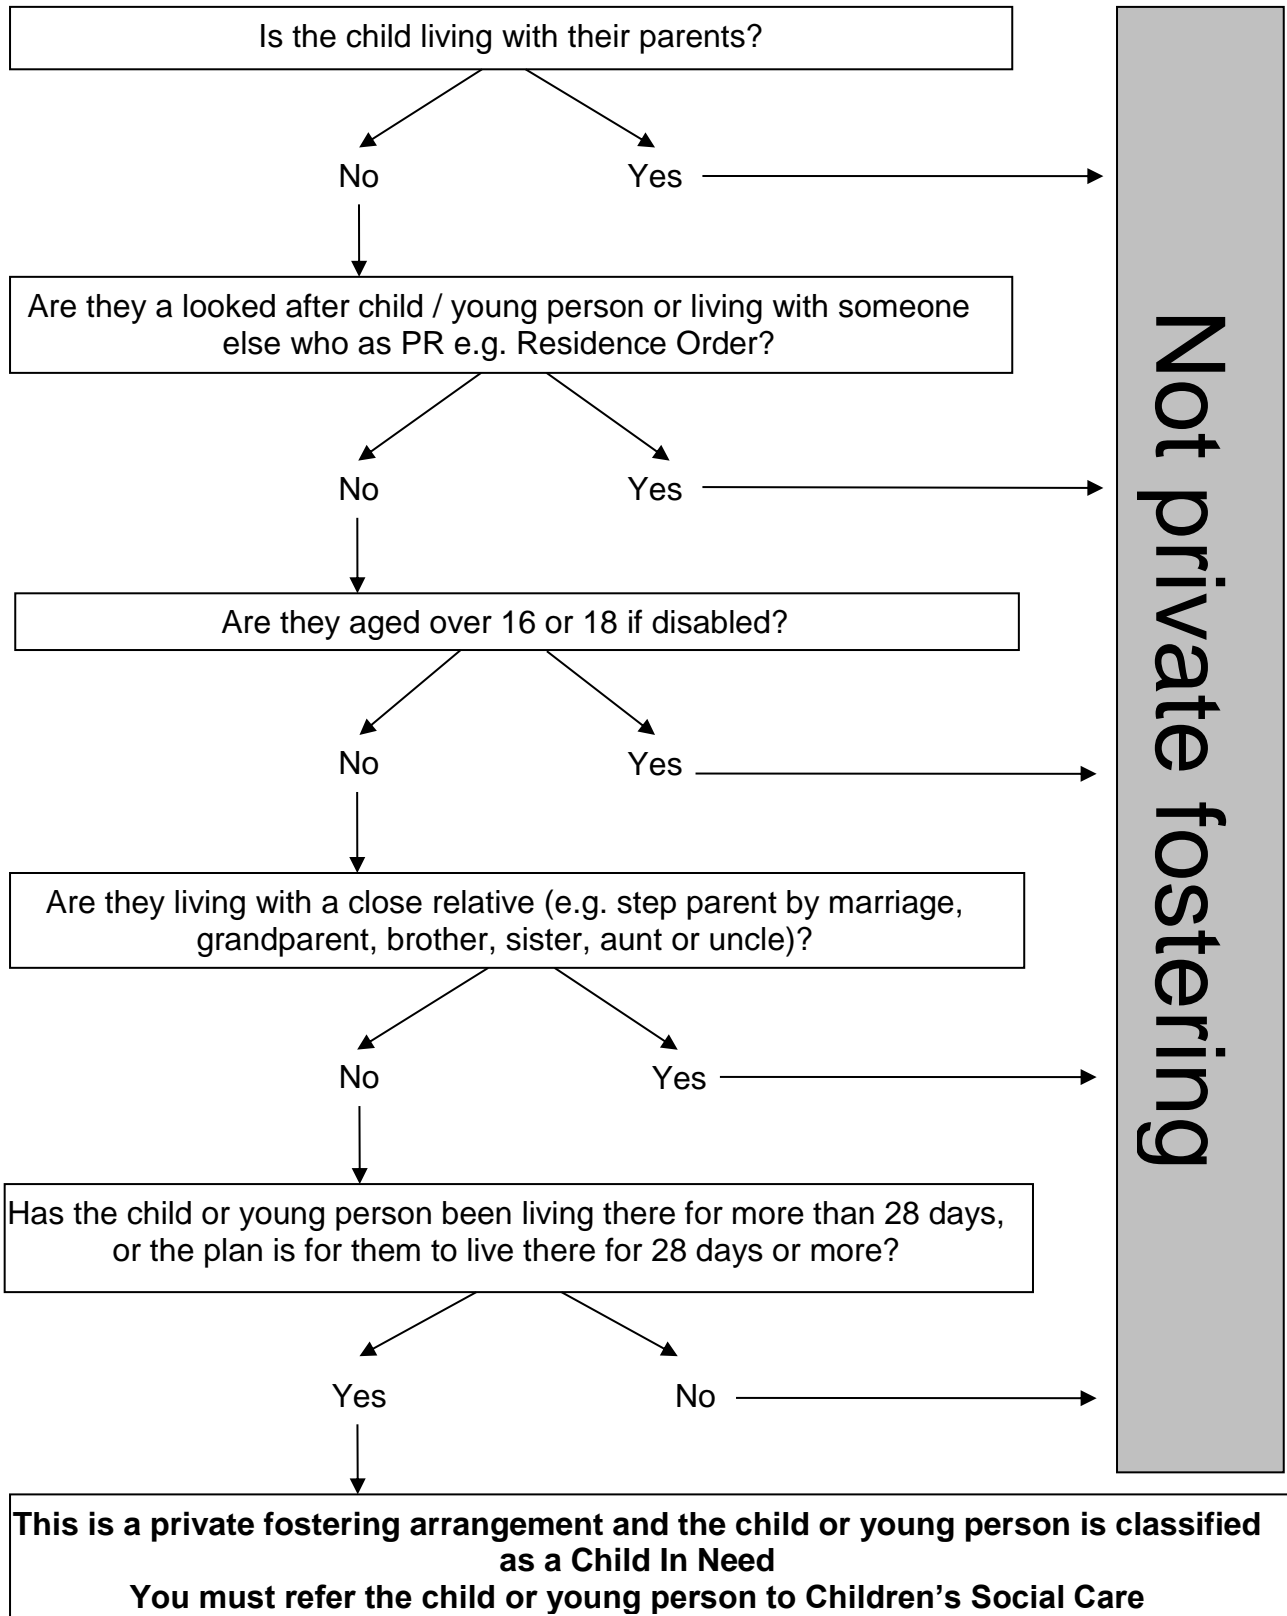 Is the child living with their parents?
No
Yes
Are they a looked after child / young person or living with someone
else who as PR e.g. Residence Order?
No
Yes
Are they aged over 16 or 18 if disabled?
No
Yes
Are they living with a close relative (e.g. step parent by marriage,
grandparent, brother, sister, aunt or uncle)?
No
Yes
Has the child or young person been living there for more than 28 days,
or the plan is for them to live there for 28 days or more?
Yes
No
Not private fostering
This is a private fostering arrangement and the child or young person is classified
as a Child In Need
You must refer the child or young person to Children’s Social Care